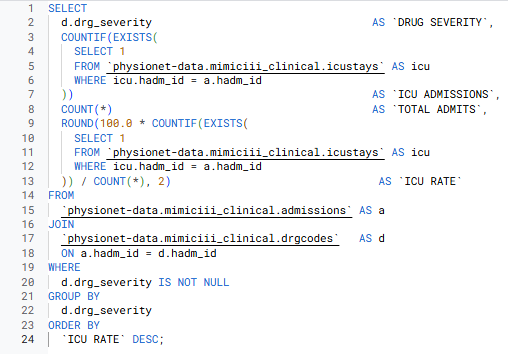 1 SELECT
2   d.drg_severity                                AS `DRUG SEVERITY`,
3   COUNTIF(EXISTS(
4     SELECT 1
5     FROM `physionet-data.mimiciii_clinical.icustays` AS icu
6     WHERE icu.hadm_id = a.hadm_id
7   ))                                            AS `ICU ADMISSIONS`,
8   COUNT(*)                                      AS `TOTAL ADMITS`,
9   ROUND(100.0 * COUNTIF(EXISTS(
10     SELECT 1
11     FROM `physionet-data.mimiciii_clinical.icustays` AS icu
12     WHERE icu.hadm_id = a.hadm_id
13   )) / COUNT(*), 2)                              AS `ICU RATE`
14 FROM
15   `physionet-data.mimiciii_clinical.admissions` AS a
16 JOIN
17   `physionet-data.mimiciii_clinical.drgcodes`   AS d
18   ON a.hadm_id = d.hadm_id
19 WHERE
20   d.drg_severity IS NOT NULL
21 GROUP BY
22   d.drg_severity
23 ORDER BY
24   `ICU RATE` DESC;